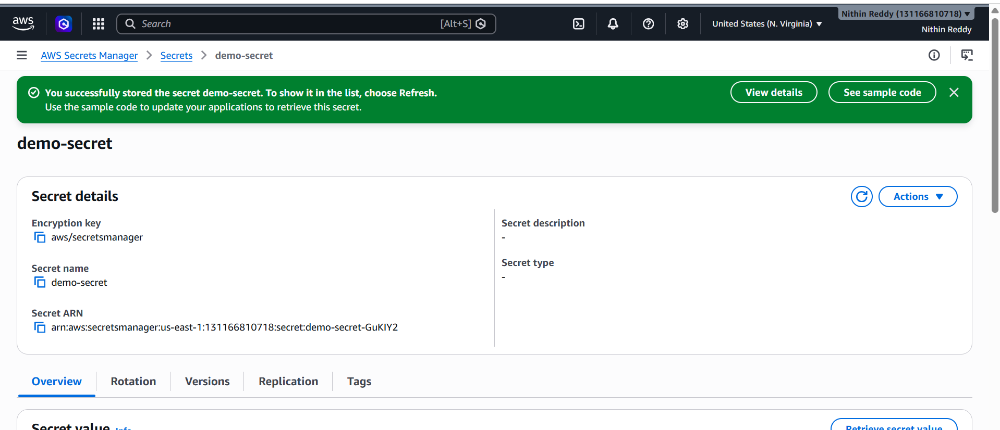 aws
Search
[Alt+S]
United States (N. Virginia)
Nithin Reddy (131166810718)
Nithin Reddy
AWS Secrets Manager
Secrets
demo-secret
You successfully stored the secret demo-secret. To show it in the list, choose Refresh.
Use the sample code to update your applications to retrieve this secret.
View details
See sample code
demo-secret
Secret details
Actions
Encryption key
aws/secretsmanager
Secret name
demo-secret
Secret ARN
arn:aws:secretsmanager:us-east-1:131166810718:secret:demo-secret-GuKIY2
Secret description
-
Secret type
-
Overview
Rotation
Versions
Replication
Tags
Secret value
Info
Retrieve secret value